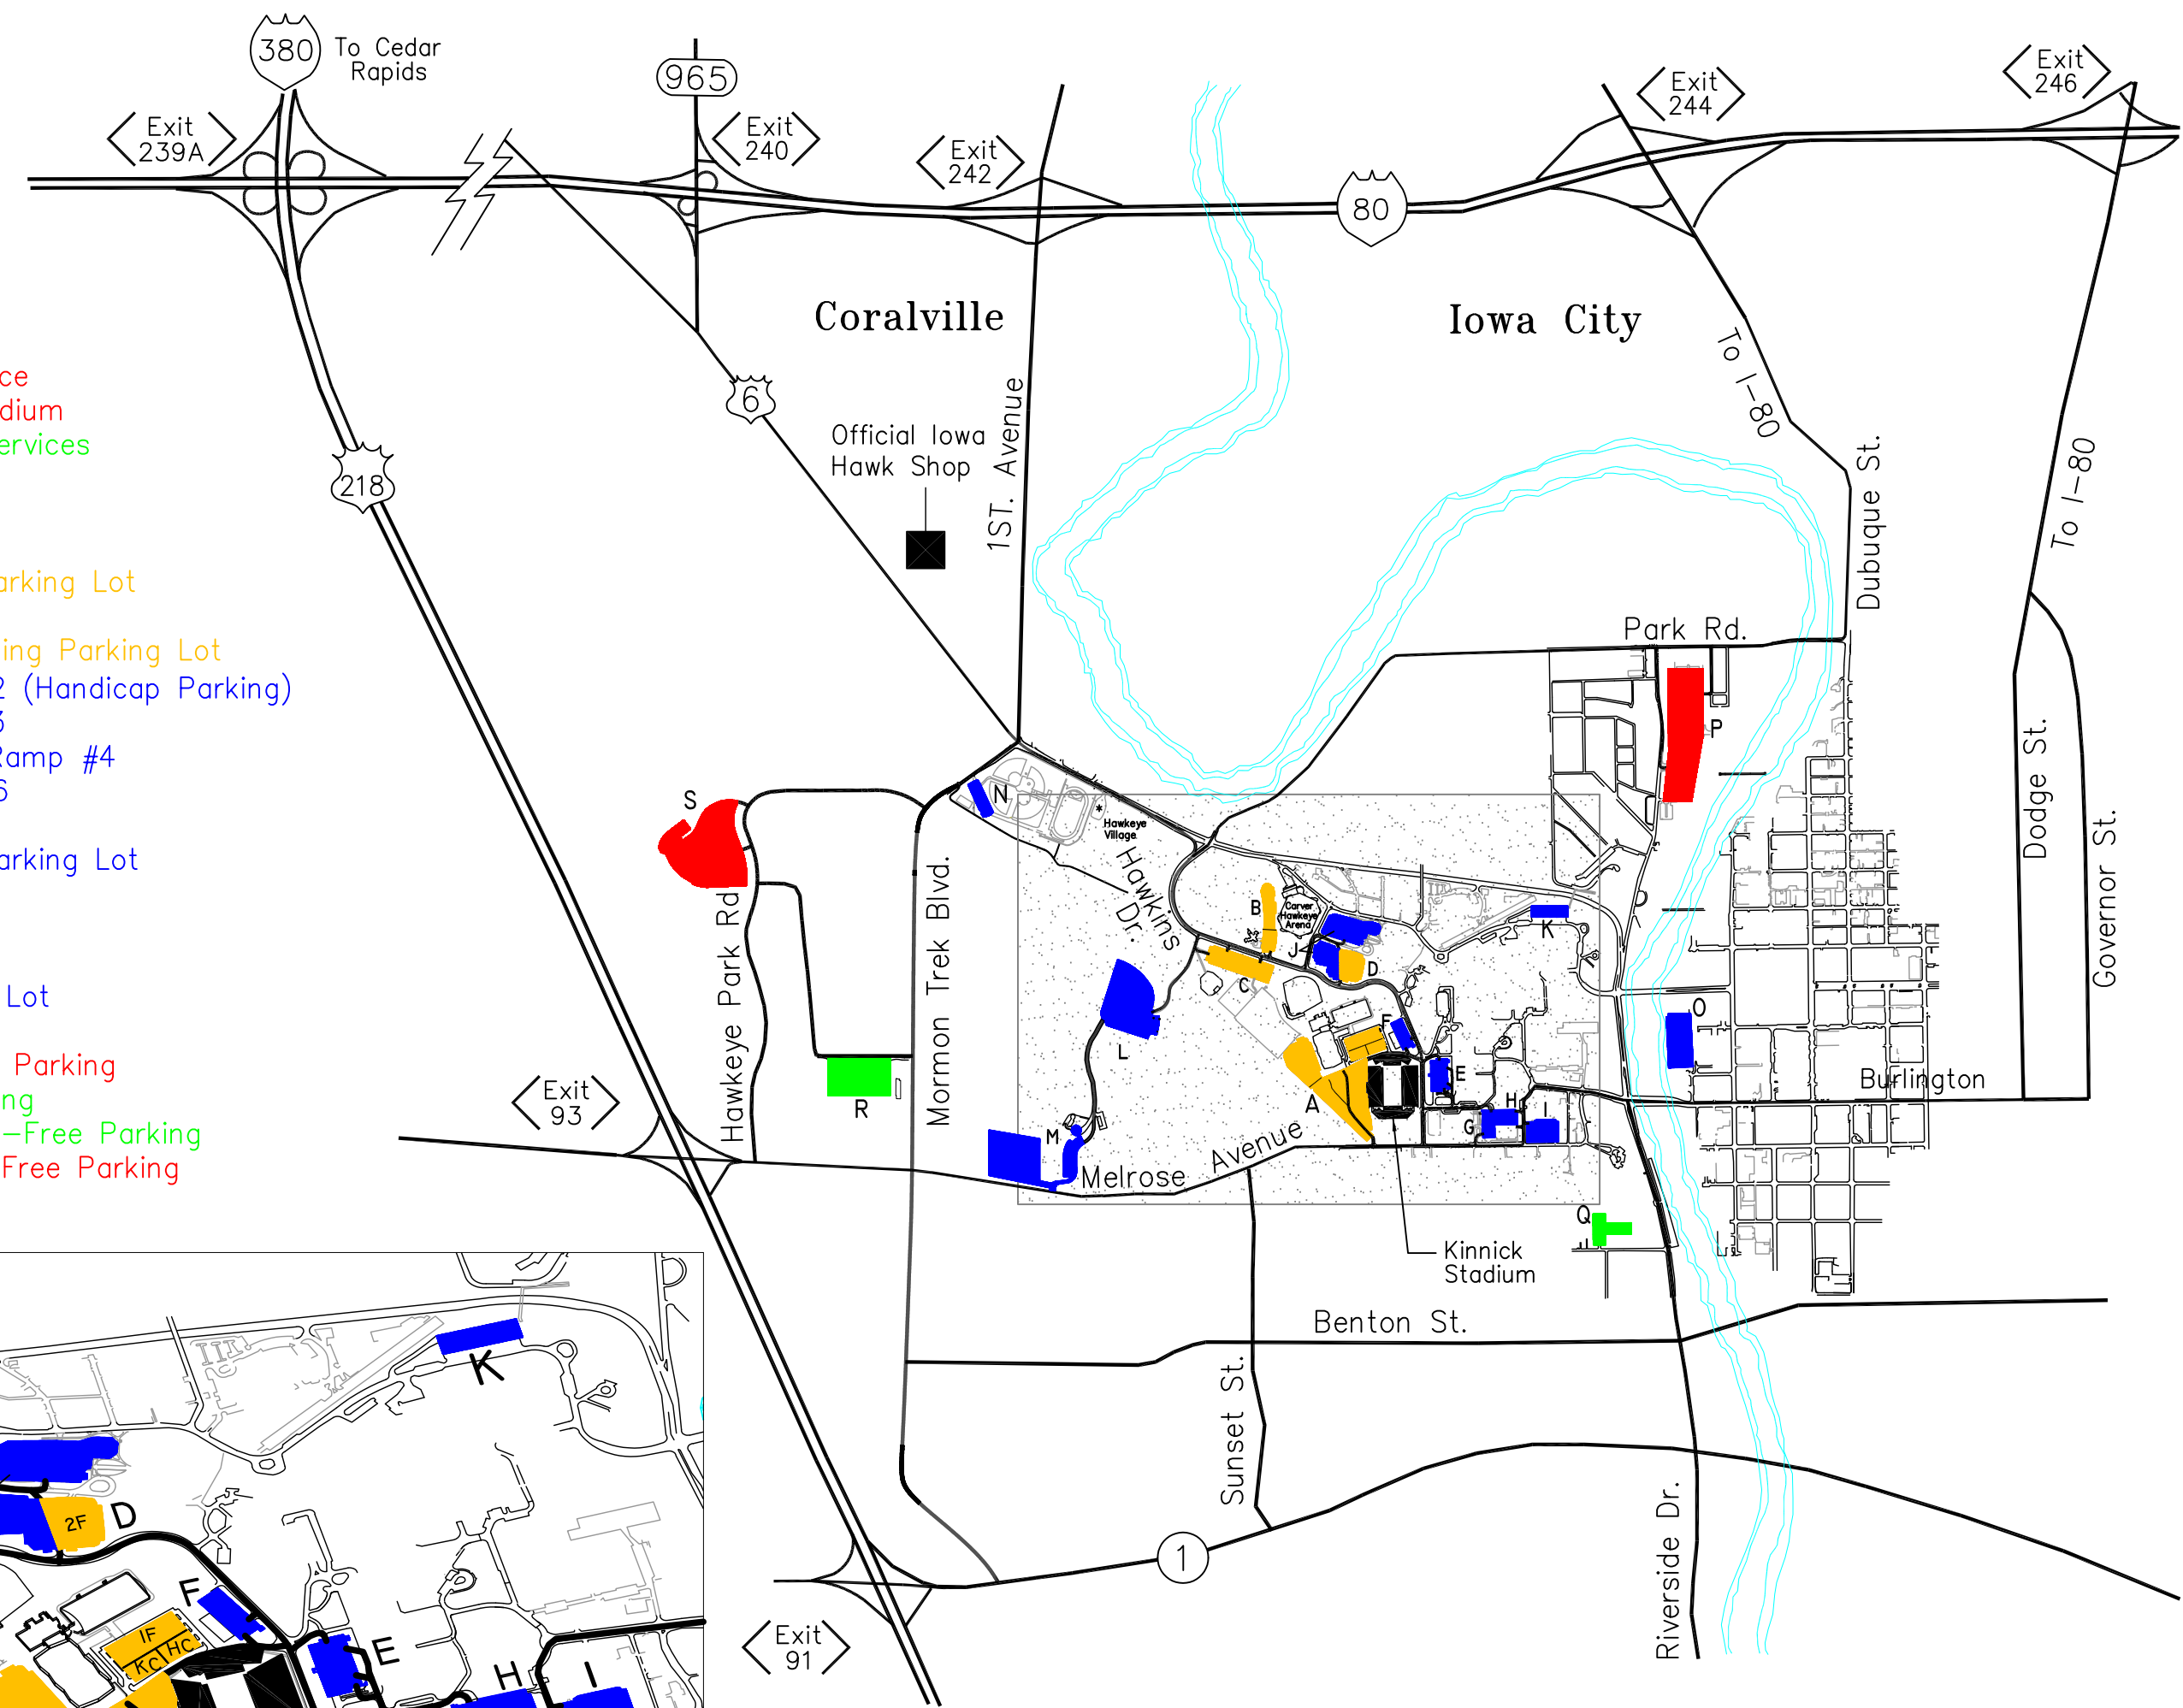 380
To Cedar
Rapids
965
Exit
239A
Exit
240
Exit
242
Exit
244
Exit
246
80
Coralville
Iowa City
To I-80
To I-80
6
218
Official Iowa
Hawk Shop
1ST. Avenue
Dubuque St.
ce
dium
ervices
arking Lot
ing Parking Lot
2 (Handicap Parking)
3
Ramp #4
6
arking Lot
Lot
Parking
ng
-Free Parking
Free Parking
Park Rd.
P
S
N
*
Hawkeye
Village
Hawkins
Dr.
B
Carver
Hawkeye
Arena
J
K
D
C
L
F
E
A
H
I
G
M
O
Q
R
Hawkeye Park Rd
Mormon Trek Blvd.
Dodge St.
Governor St.
Burlington
Exit
93
Melrose Avenue
Kinnick
Stadium
Benton St.
Sunset St.
Riverside Dr.
1
Exit
91
K
D
2F
F
IF
KC
HC
E
H
I